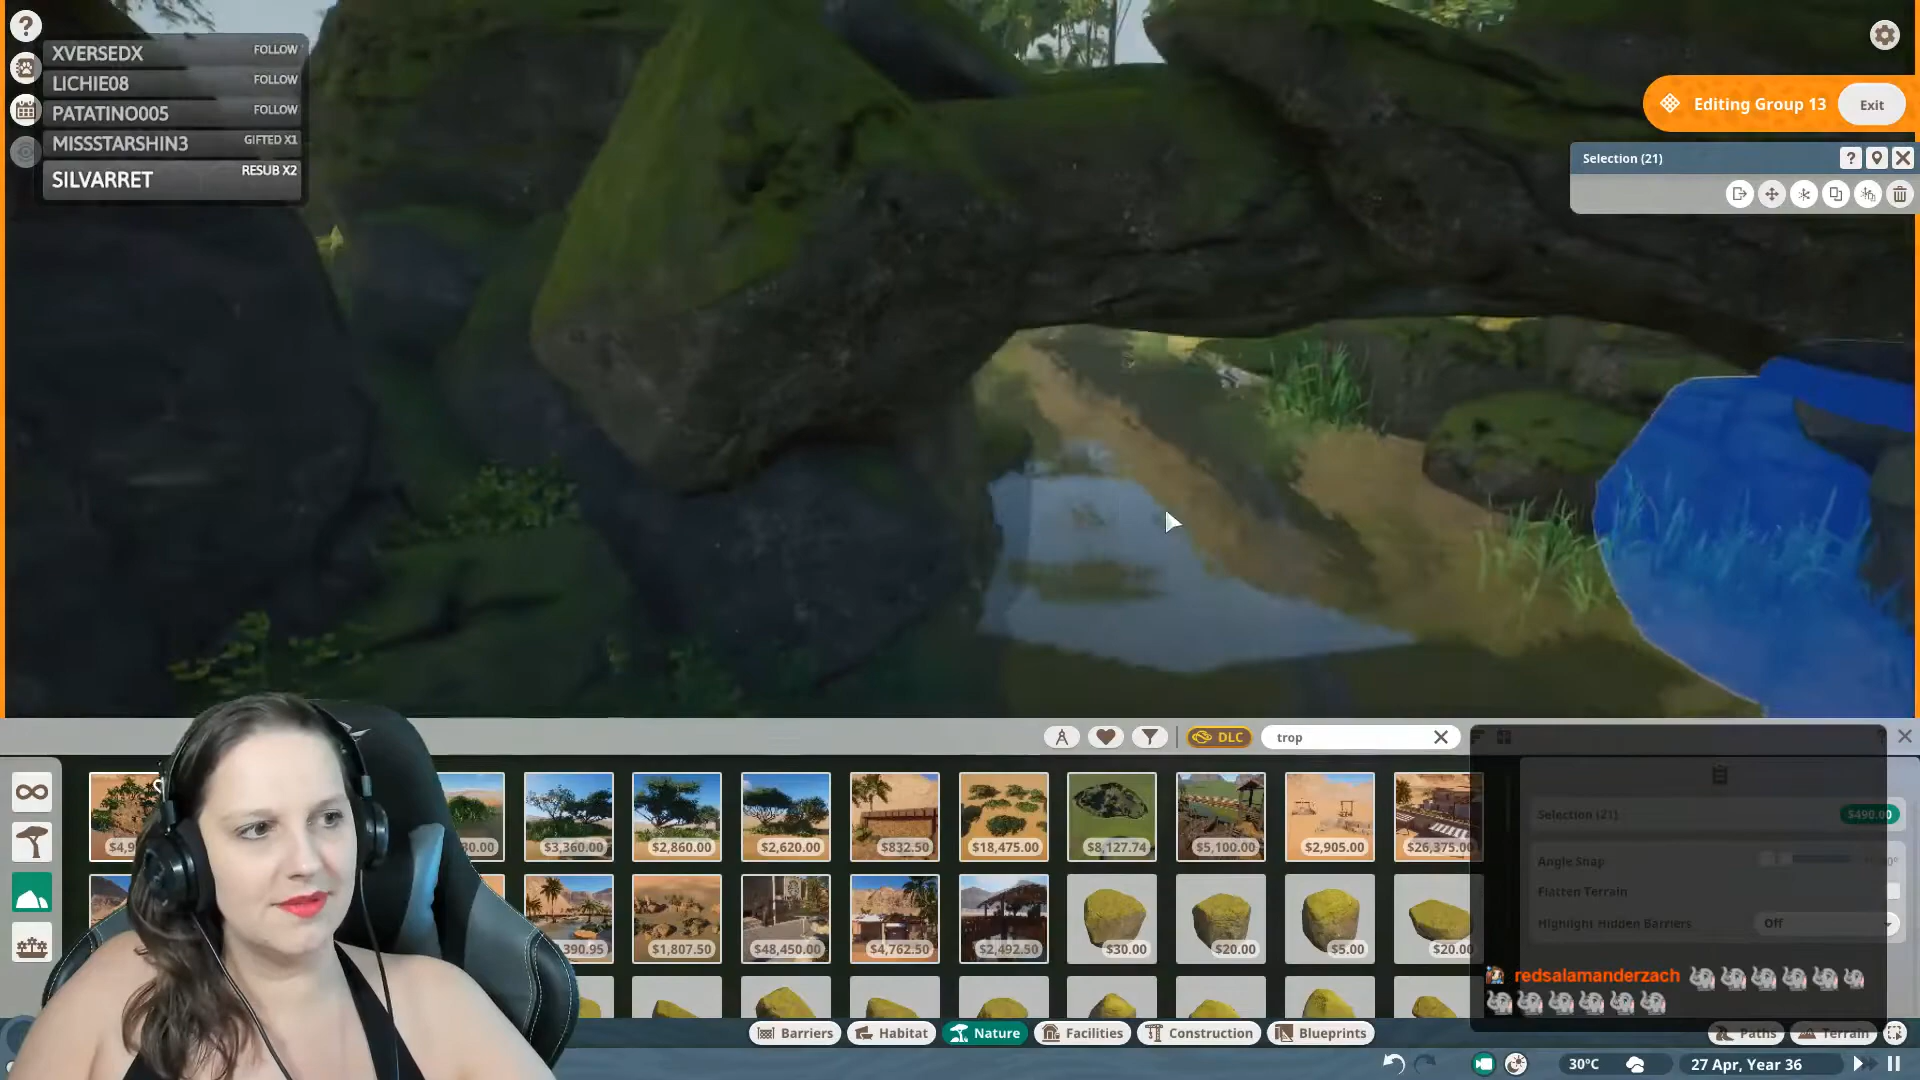 XVERSEDX FOLLOW
LICHIE08 FOLLOW
PATATINO005 FOLLOW
MISSSTARSHIN3 GIFTED X1
SILVARRET RESUB X2
Editing Group 13 Exit
Selection (21)
DLC trop
$3,360.00 $2,860.00 $2,620.00 $832.50 $18,475.00 $8,127.74 $5,100.00 $2,905.00 $26,375.00
Selection (21) $490.00
Angle Snap
Flatten Terrain
Highlight Hidden Barriers Off
$1,807.50 $48,450.00 $4,762.50 $2,492.50 $30.00 $20.00 $5.00 $20.00
redsalamanderzach
Barriers Habitat Nature Facilities Construction Blueprints Paths Terrain
30°C 27 Apr, Year 36